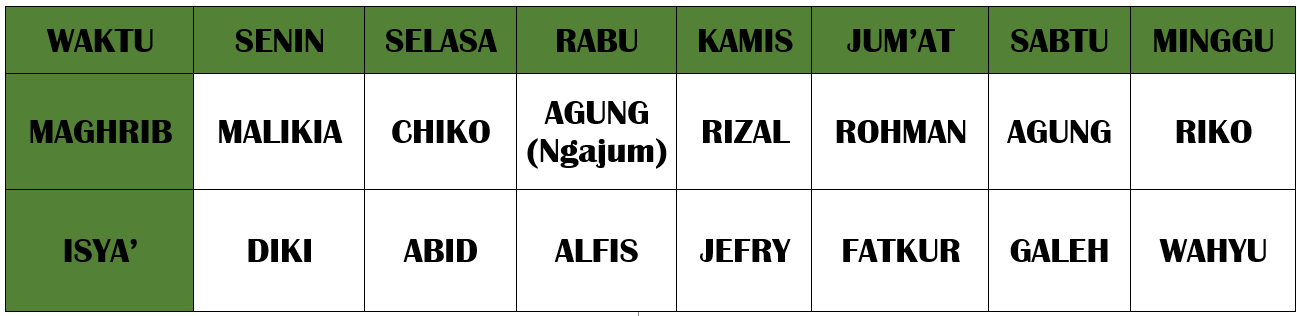 WAKTU SENIN SELASA RABU KAMIS JUM’AT SABTU MINGGU
MAGHRIB MALIKIA CHIKO AGUNG (Ngajum) RIZAL ROHMAN AGUNG RIKO
ISYA’ DIKI ABID ALFIS JEFRY FATKUR GALEH WAHYU